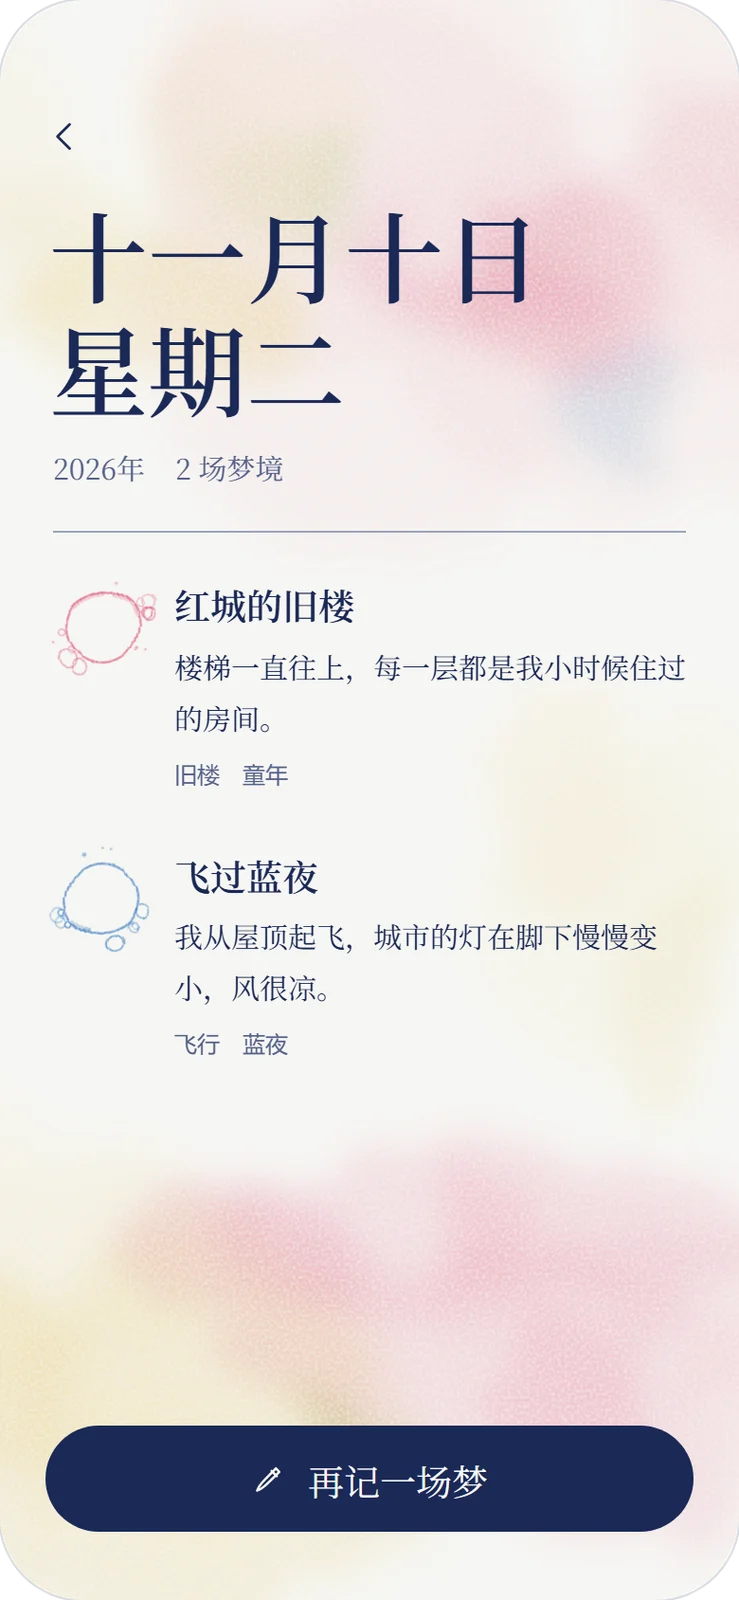 十一月十日
星期二
2026年 2 场梦境
红城的旧楼
楼梯一直往上，每一层都是我小时候住过
的房间。
旧楼 童年
飞过蓝夜
我从屋顶起飞，城市的灯在脚下慢慢变
小，风很凉。
飞行 蓝夜
再记一场梦